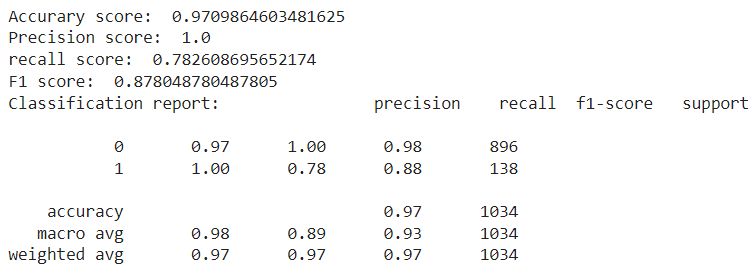 Accurary score:  0.9709864603481625
Precision score:  1.0
recall score:  0.782608695652174
F1 score:  0.878048780487805
Classification report:               precision    recall  f1-score   support
0       0.97      1.00      0.98       896
1       1.00      0.78      0.88       138
accuracy                           0.97      1034
macro avg       0.98      0.89      0.93      1034
weighted avg       0.97      0.97      0.97      1034